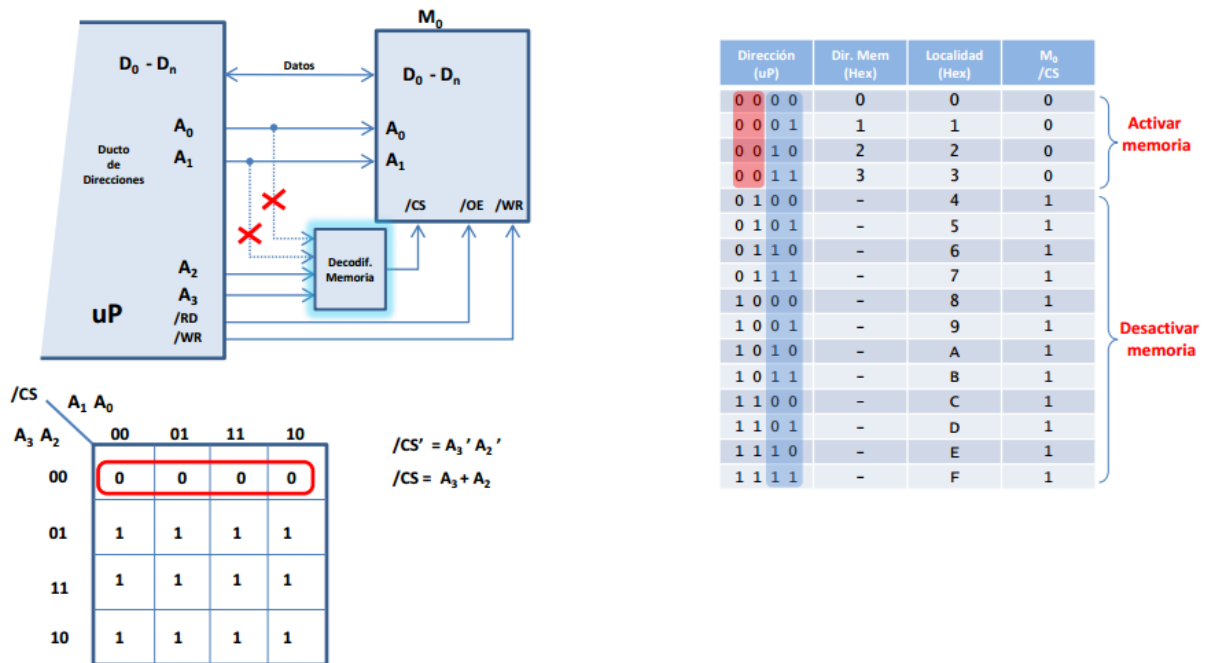 M₀
D₀ - Dₙ
Datos
D₀ - Dₙ
A₀
A₀
A₁
A₁
Ducto
de
Direcciones
/CS /OE /WR
Decodif.
Memoria
A₂
A₃
uP
/RD
/WR
/CS
A₁ A₀
A₃ A₂
00 01 11 10
00 0 0 0 0
01 1 1 1 1
11 1 1 1 1
10 1 1 1 1
/CS' = A₃' A₂'
/CS = A₃ + A₂
Dirección (uP) Dir. Mem (Hex) Localidad (Hex) M₀ /CS
0 0 0 0 0 0 0
0 0 0 1 1 1 0
0 0 1 0 2 2 0
0 0 1 1 3 3 0
0 1 0 0 – 4 1
0 1 0 1 – 5 1
0 1 1 0 – 6 1
0 1 1 1 – 7 1
1 0 0 0 – 8 1
1 0 0 1 – 9 1
1 0 1 0 – A 1
1 0 1 1 – B 1
1 1 0 0 – C 1
1 1 0 1 – D 1
1 1 1 0 – E 1
1 1 1 1 – F 1
Activar
memoria
Desactivar
memoria